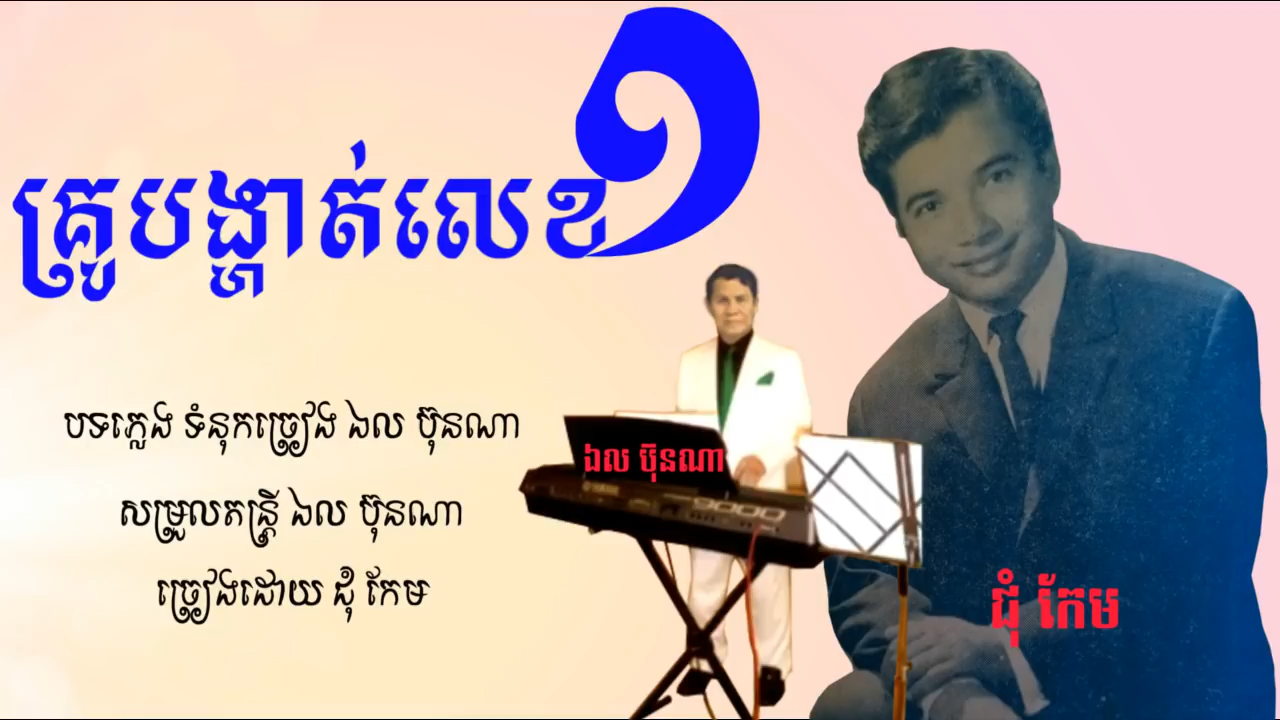 គ្រូបង្ហាត់លេខ១
បទភ្លេង ទំនុកច្រៀង ឯល ប៊ុនណា
សម្រួលតន្ត្រី ឯល ប៊ុនណា
ច្រៀងដោយ ជុំ កែម
ឯល ប៊ុនណា
ជុំ កែម